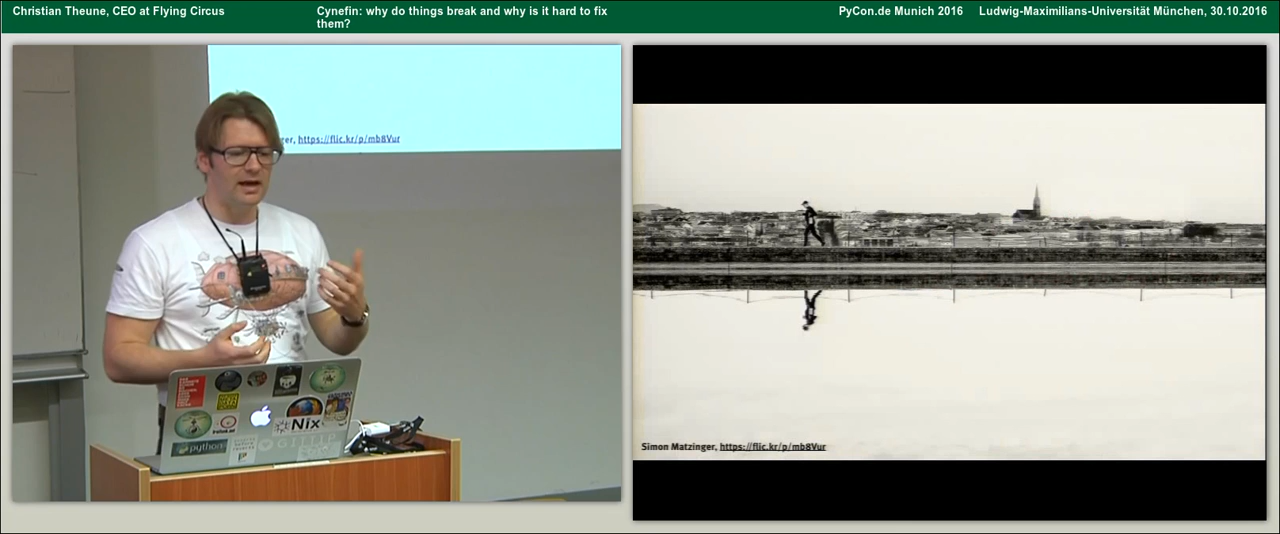 Christian Theune, CEO at Flying Circus
Cynefin: why do things break and why is it hard to fix
them?
PyCon.de Munich 2016
Ludwig-Maximilians-Universität München, 30.10.2016
ger, https://flic.kr/p/mb8Vur
Nix
python
GITTIP
Simon Matzinger, https://flic.kr/p/mb8Vur